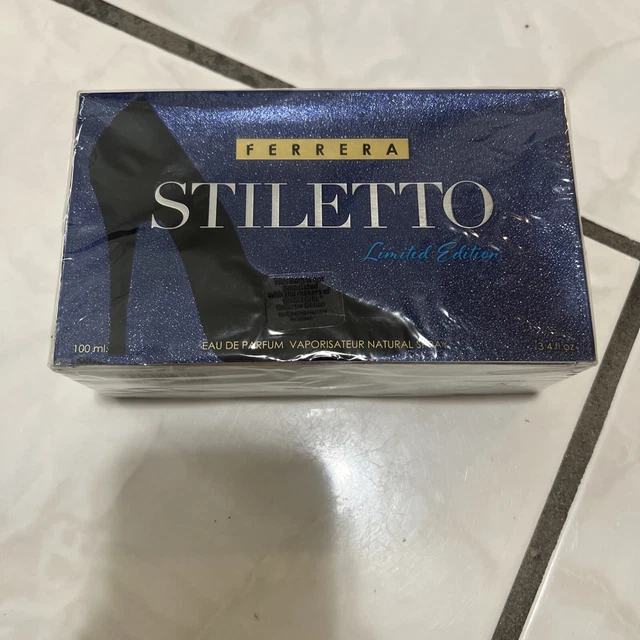 FERRERA
STILETTO
Limited Edition
100 ml.
EAU DE PARFUM VAPORISATEUR NATURAL SPRAY
3.4 fl oz